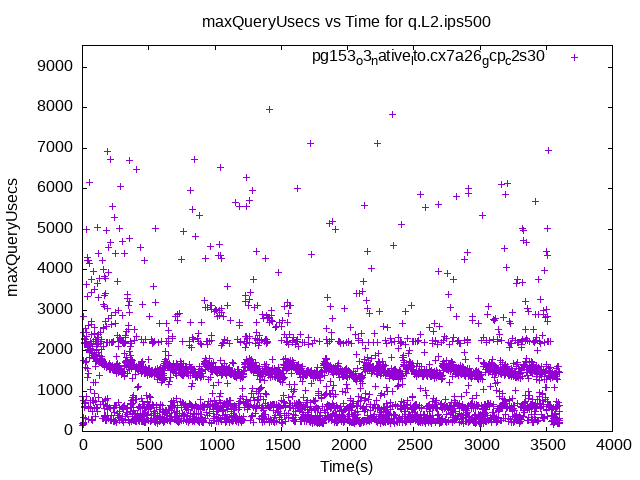 maxQueryUsecs vs Time for q.L2.ips500
pg153o3nativelto.cx7a26gcpc2s30
9000
8000
7000
6000
5000
4000
3000
2000
1000
0
maxQueryUsecs
0 500 1000 1500 2000 2500 3000 3500 4000
Time(s)